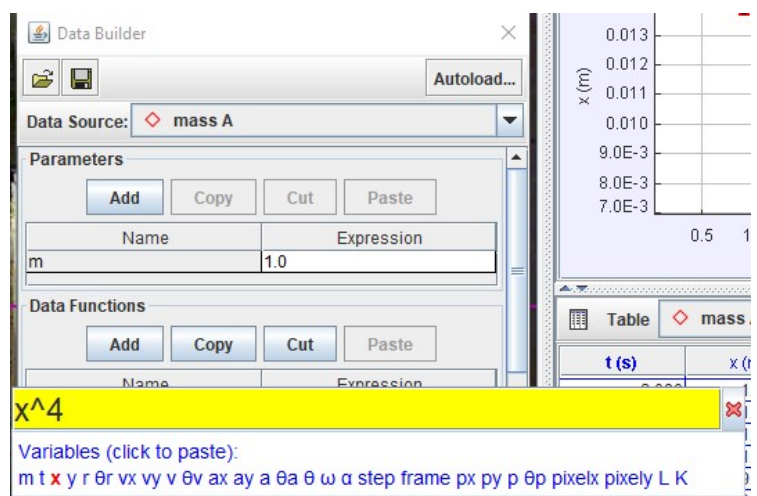 Data Builder
Autoload...
Data Source: mass A
Parameters
Add Copy Cut Paste
Name Expression
m 1.0
Data Functions
Add Copy Cut Paste
Name Expression
x^4
Variables (click to paste):
m t x y r θr vx vy v θv ax ay a θa θ ω α step frame px py p θp pixelx pixely L K
x (m)
0.013
0.012
0.011
0.010
9.0E-3
8.0E-3
7.0E-3
0.5 1
Table mass
t (s) x